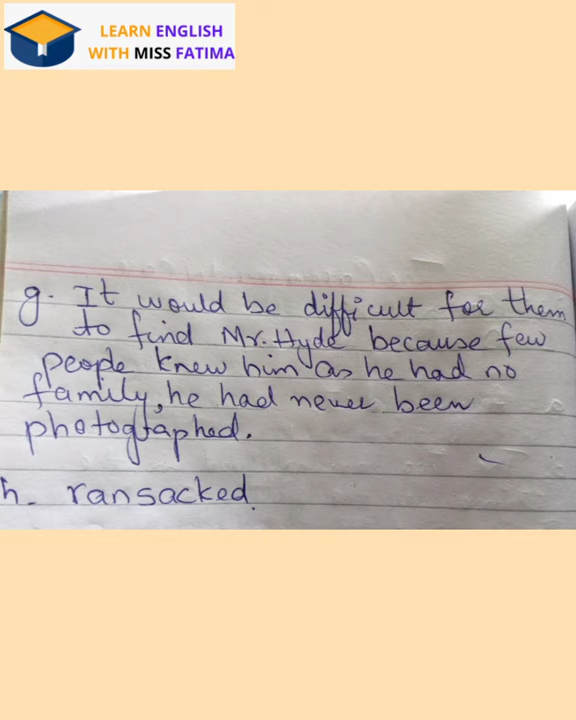 LEARN ENGLISH
WITH MISS FATIMA
g. It would be difficult for them
to find Mr. Hyde because few
people knew him as he had no
family, he had never been
photographed.
h. ransacked.